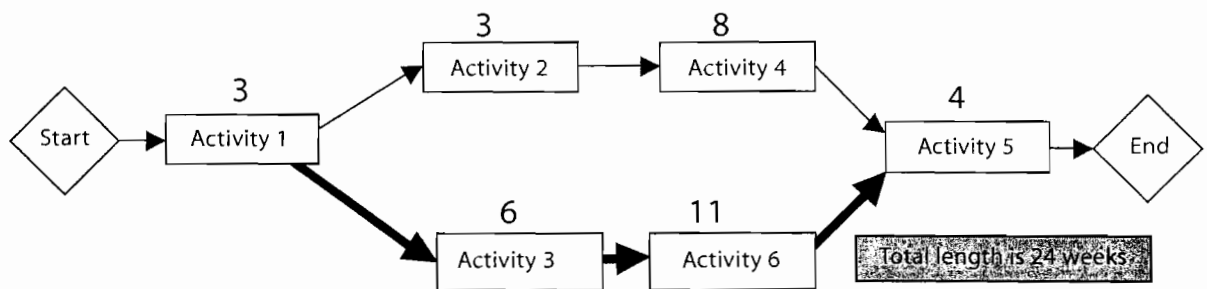 3
8
Activity 2
Activity 4
3
4
Start
Activity 1
Activity 5
End
6
11
Activity 3
Activity 6
Total length is 24 weeks